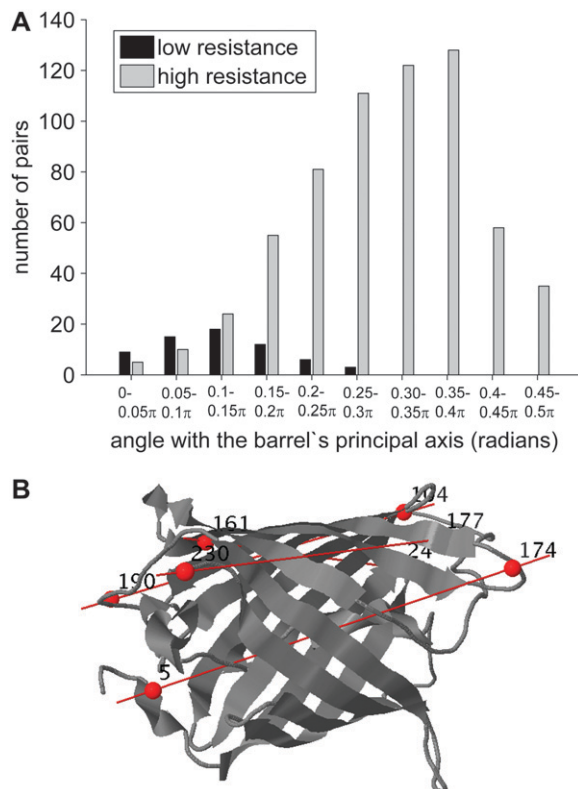 A
low resistance
high resistance
number of pairs
140
120
100
80
60
40
20
0
0-
0.05π
0.05-
0.1π
0.1-
0.15π
0.15-
0.2π
0.2-
0.25π
0.25-
0.3π
0.30-
0.35π
0.35-
0.4π
0.4-
0.45π
0.45-
0.5π
angle with the barrel`s principal axis (radians)
B
104
161
177
230
24
174
190
5